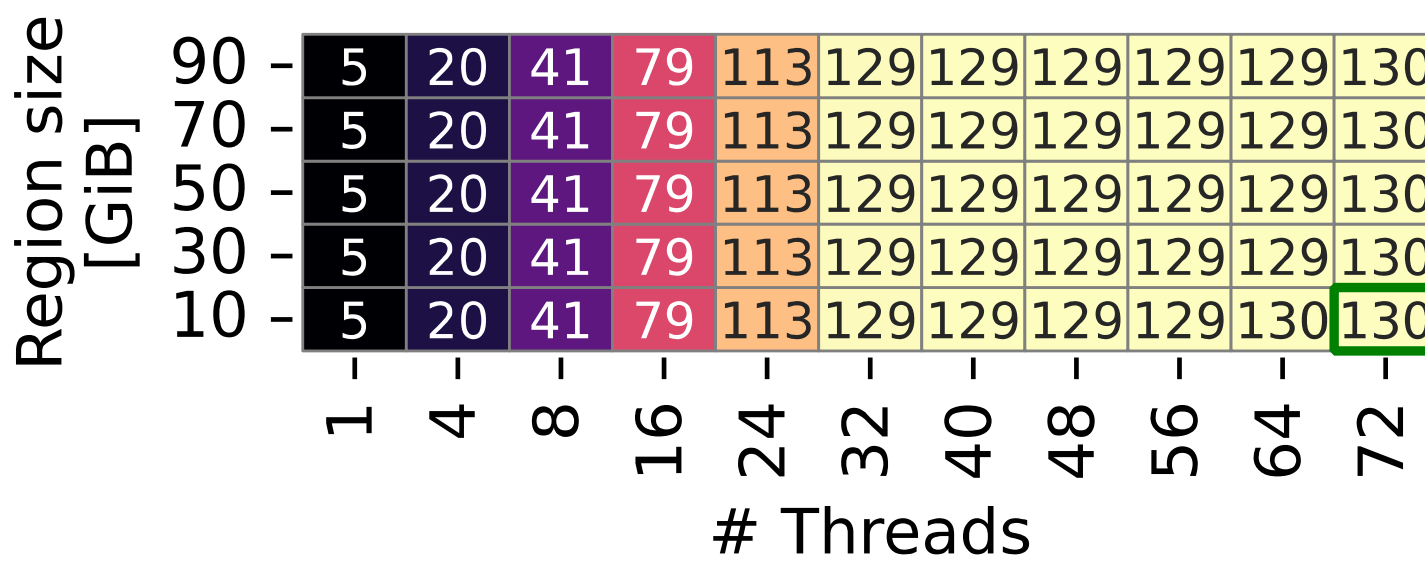 Region size
[GiB]
90 5 20 41 79 113 129 129 129 129 129 130
70 5 20 41 79 113 129 129 129 129 129 130
50 5 20 41 79 113 129 129 129 129 129 130
30 5 20 41 79 113 129 129 129 129 129 130
10 5 20 41 79 113 129 129 129 129 130 130
1 4 8 16 24 32 40 48 56 64 72
# Threads